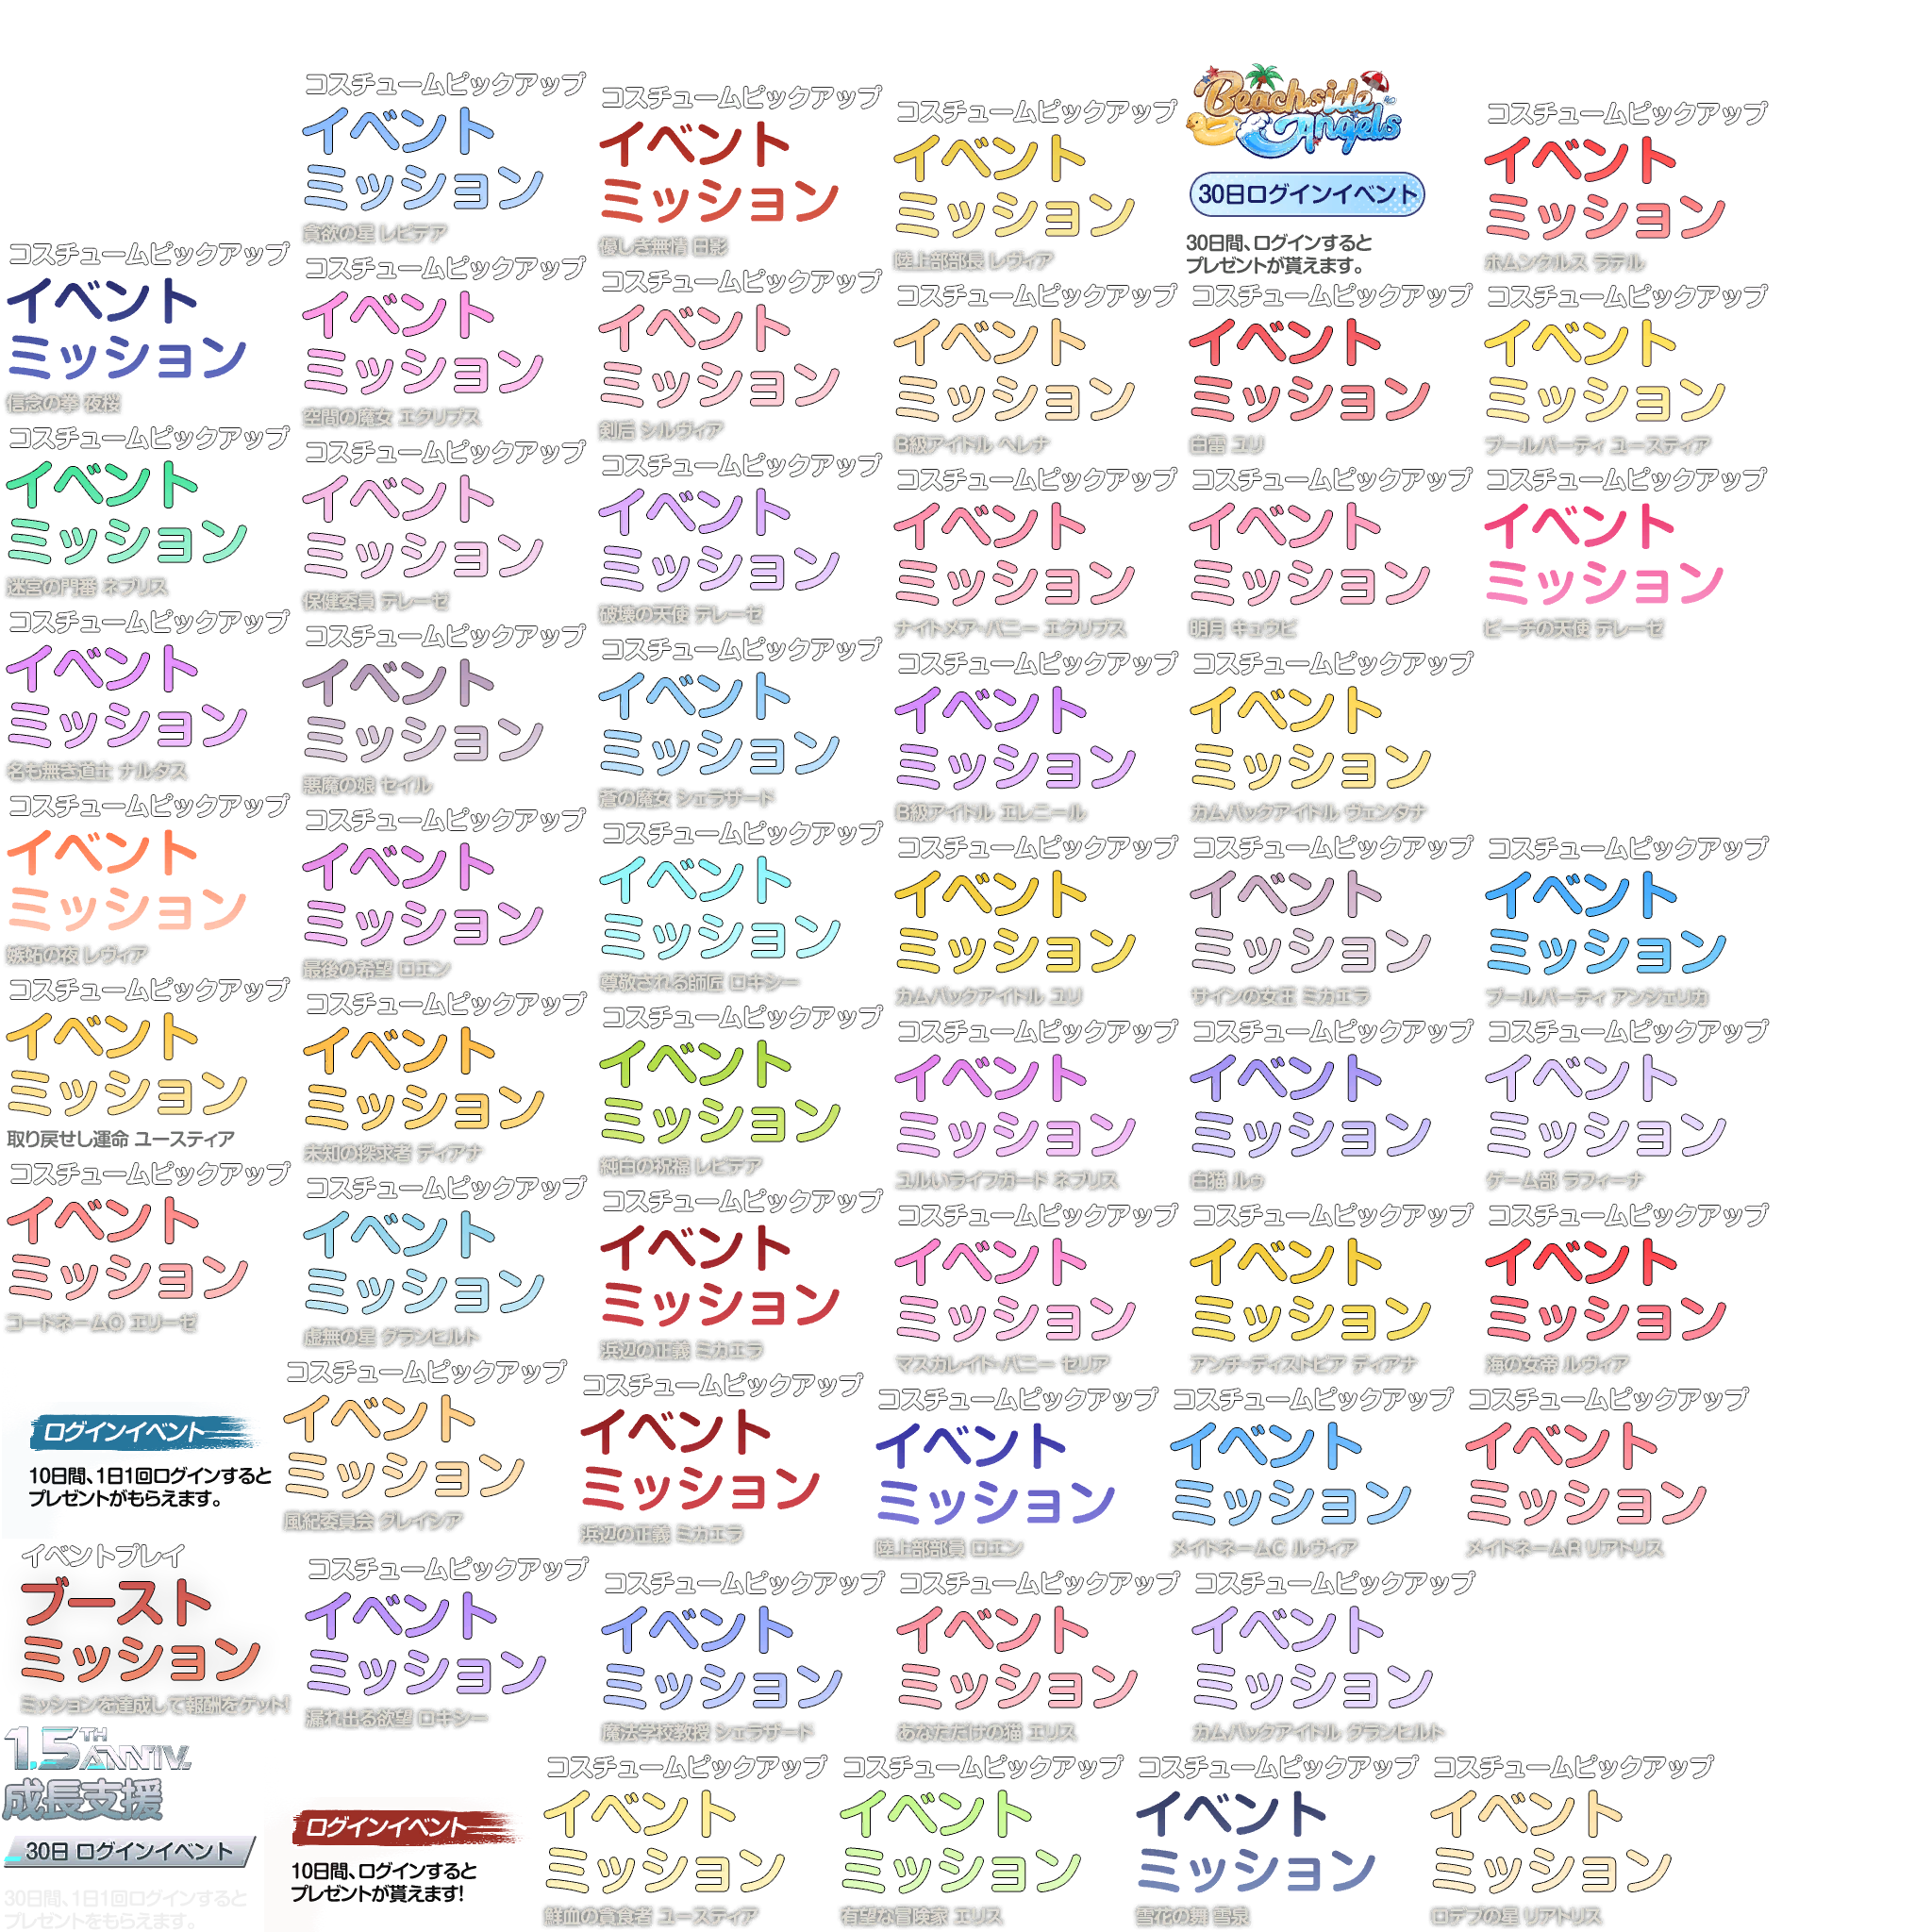 コスチュームピックアップ
イベント
ミッション
信念の拳 夜桜
コスチュームピックアップ
イベント
ミッション
迷宮の門番 ネブリス
コスチュームピックアップ
イベント
ミッション
名も無き道士 ナルタス
コスチュームピックアップ
イベント
ミッション
嫉妬の夜 レヴィア
コスチュームピックアップ
イベント
ミッション
取り戻せし運命 ユースティア
コスチュームピックアップ
イベント
ミッション
コードネームO エリーゼ
ログインイベント
10日間、1日1回ログインすると
プレゼントがもらえます。
イベントプレイ
ブースト
ミッション
ミッションを達成して報酬をゲット!
1.5TH
ANNIV.
成長支援
30日 ログインイベント
30日間、1日1回ログインすると
プレゼントをもらえます。
コスチュームピックアップ
イベント
ミッション
貪欲の星 レピテア
コスチュームピックアップ
イベント
ミッション
空間の魔女 エクリプス
コスチュームピックアップ
イベント
ミッション
保健委員 テレーゼ
コスチュームピックアップ
イベント
ミッション
悪魔の娘 セイル
コスチュームピックアップ
イベント
ミッション
最後の希望 ロエン
コスチュームピックアップ
イベント
ミッション
未知の探求者 ディアナ
コスチュームピックアップ
イベント
ミッション
虚無の星 グランヒルト
コスチュームピックアップ
イベント
ミッション
風紀委員会 グレイシア
コスチュームピックアップ
イベント
ミッション
漏れ出る欲望 ロキシー
ログインイベント
10日間、ログインすると
プレゼントが貰えます!
コスチュームピックアップ
イベント
ミッション
優しき無情 日影
コスチュームピックアップ
イベント
ミッション
剣后 シルヴィア
コスチュームピックアップ
イベント
ミッション
破壊の天使 テレーゼ
コスチュームピックアップ
イベント
ミッション
蒼の魔女 シェラザード
コスチュームピックアップ
イベント
ミッション
尊敬される師匠 ロキシー
コスチュームピックアップ
イベント
ミッション
純白の祝福 レピテア
コスチュームピックアップ
イベント
ミッション
浜辺の正義 ミカエラ
コスチュームピックアップ
イベント
ミッション
浜辺の正義 ミカエラ
コスチュームピックアップ
イベント
ミッション
魔法学校教授 シェラザード
コスチュームピックアップ
イベント
ミッション
鮮血の貪食者 ユースティア
コスチュームピックアップ
イベント
ミッション
陸上部部長 レヴィア
コスチュームピックアップ
イベント
ミッション
B級アイドル ヘレナ
コスチュームピックアップ
イベント
ミッション
ナイトメア・バニー エクリプス
コスチュームピックアップ
イベント
ミッション
B級アイドル エレニール
コスチュームピックアップ
イベント
ミッション
カムバックアイドル ユリ
コスチュームピックアップ
イベント
ミッション
ユルいライフガード ネブリス
コスチュームピックアップ
イベント
ミッション
マスカレイド・バニー セリア
コスチュームピックアップ
イベント
ミッション
陸上部部員 ロエン
コスチュームピックアップ
イベント
ミッション
あなただけの猫 エリス
コスチュームピックアップ
イベント
ミッション
有望な冒険家 エリス
Beachside
Angels
30日ログインイベント
30日間、ログインすると
プレゼントが貰えます。
コスチュームピックアップ
イベント
ミッション
白雷 ユリ
コスチュームピックアップ
イベント
ミッション
明月 キュウビ
コスチュームピックアップ
イベント
ミッション
カムバックアイドル ヴェンタナ
コスチュームピックアップ
イベント
ミッション
サインの女王 ミカエラ
コスチュームピックアップ
イベント
ミッション
白猫 ルゥ
コスチュームピックアップ
イベント
ミッション
アンチ・ディストピア ディアナ
コスチュームピックアップ
イベント
ミッション
メイドネームC ルヴィア
コスチュームピックアップ
イベント
ミッション
カムバックアイドル グランヒルト
コスチュームピックアップ
イベント
ミッション
雪花の舞 雪泉
コスチュームピックアップ
イベント
ミッション
ホムンクルス ラテル
コスチュームピックアップ
イベント
ミッション
プールパーティ ユースティア
コスチュームピックアップ
イベント
ミッション
ビーチの天使 テレーゼ
コスチュームピックアップ
イベント
ミッション
プールパーティ アンジェリカ
コスチュームピックアップ
イベント
ミッション
ゲーム部 ラフィーナ
コスチュームピックアップ
イベント
ミッション
海の女帝 ルヴィア
コスチュームピックアップ
イベント
ミッション
メイドネームR リアトリス
コスチュームピックアップ
イベント
ミッション
ロデブの星 リアトリス